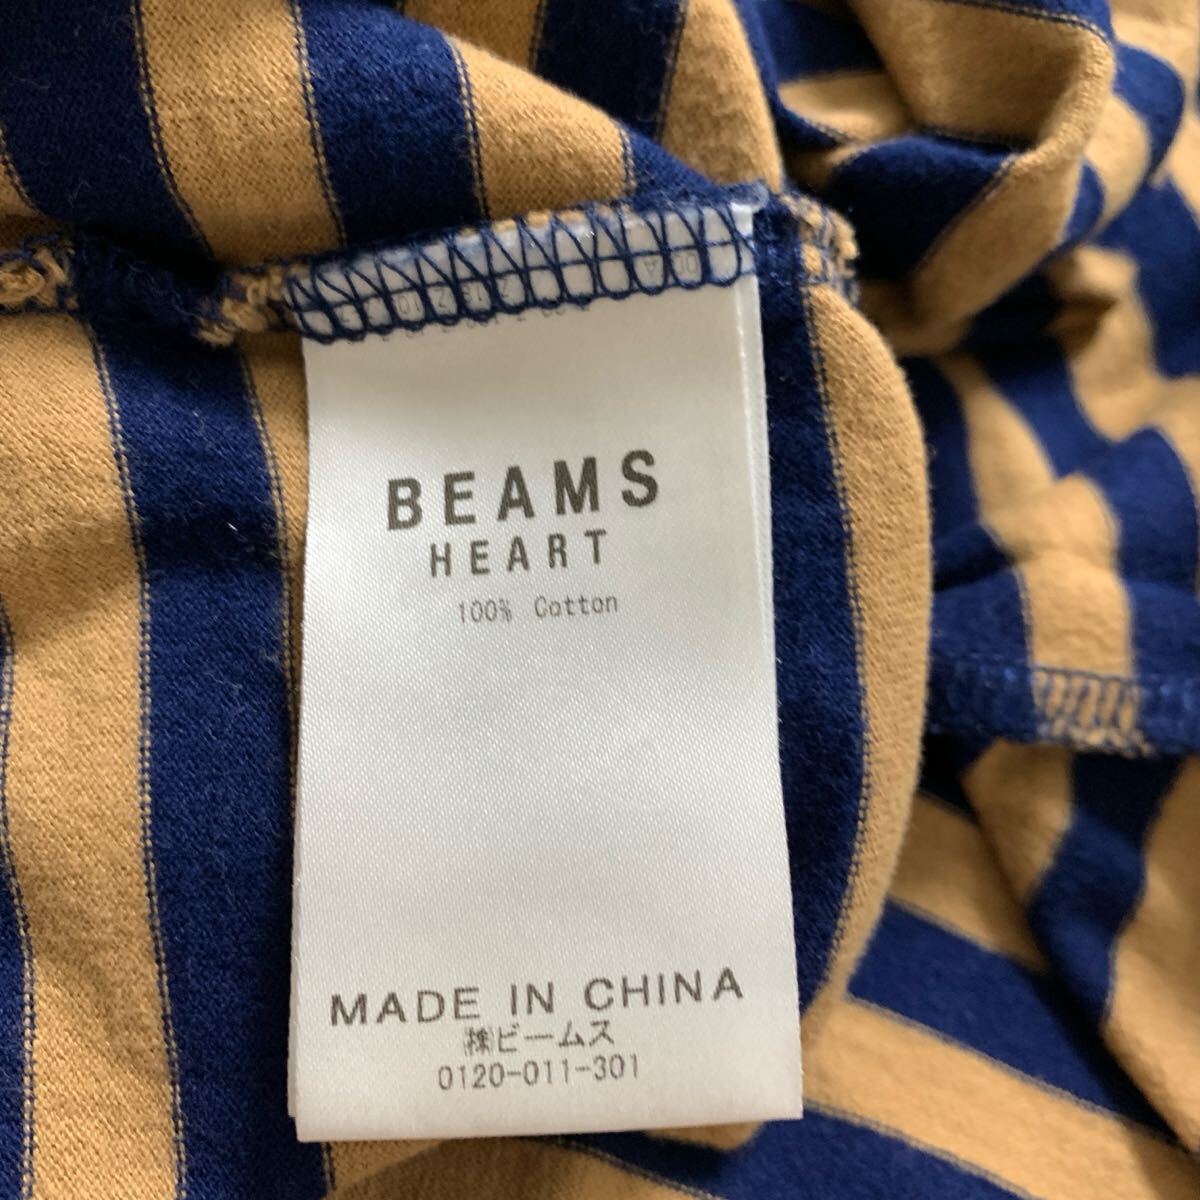 BEAMS
HEART
100% Cotton
MADE IN CHINA
㈱ビームス
0120-011-301